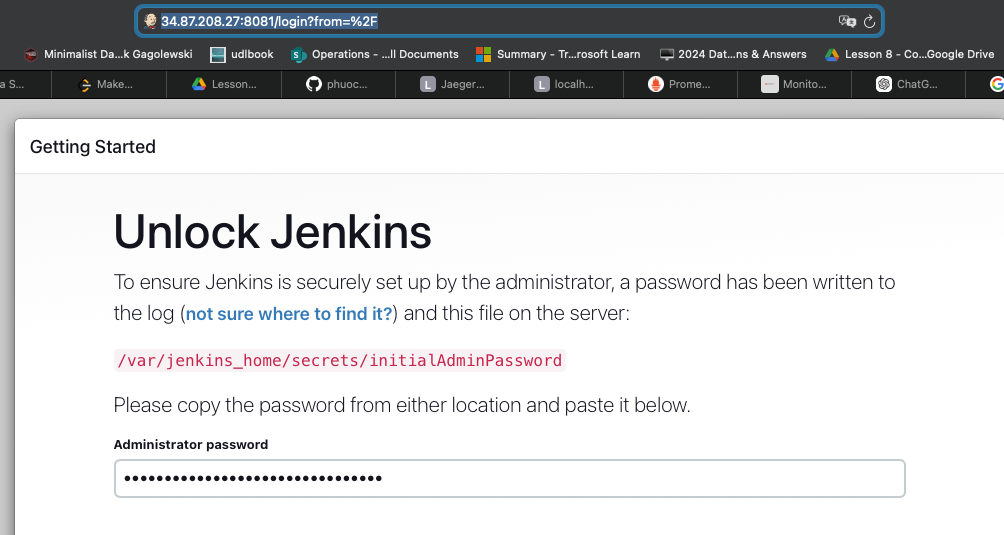 34.87.208.27:8081/login?from=%2F
Minimalist Da...k Gagolewski udlbook Operations - ...ll Documents Summary - Tr...rosoft Learn 2024 Dat...ns & Answers Lesson 8 - Co...Google Drive
a S... Make... Lesson... phuoc... L Jaeger... L localh... Prome... Monito... ChatG...
Getting Started
Unlock Jenkins
To ensure Jenkins is securely set up by the administrator, a password has been written to
the log (not sure where to find it?) and this file on the server:
/var/jenkins_home/secrets/initialAdminPassword
Please copy the password from either location and paste it below.
Administrator password
••••••••••••••••••••••••••••••••